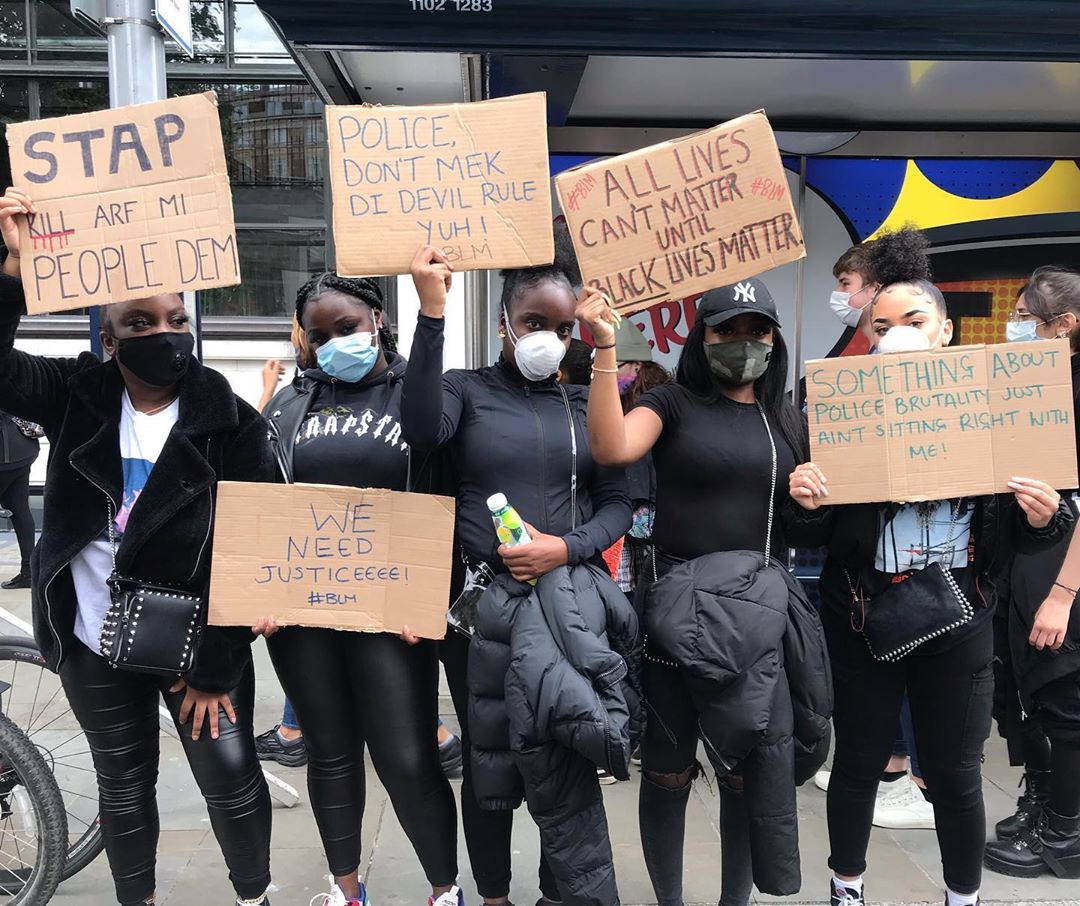 1102 1283
STAP
KILL ARF MI
PEOPLE DEM
POLICE,
DON'T MEK
DI DEVIL RULE
YUH!
BLM
#BLM
ALL LIVES
#BLM
CAN'T MATTER
UNTIL
BLACK LIVES MATTER.
NY
SOMETHING ABOUT
POLICE BRUTALITY JUST
AINT SITTING RIGHT WITH
ME!
WE
NEED
JUSTICEEEE!
#BLM
TRAPSTAR